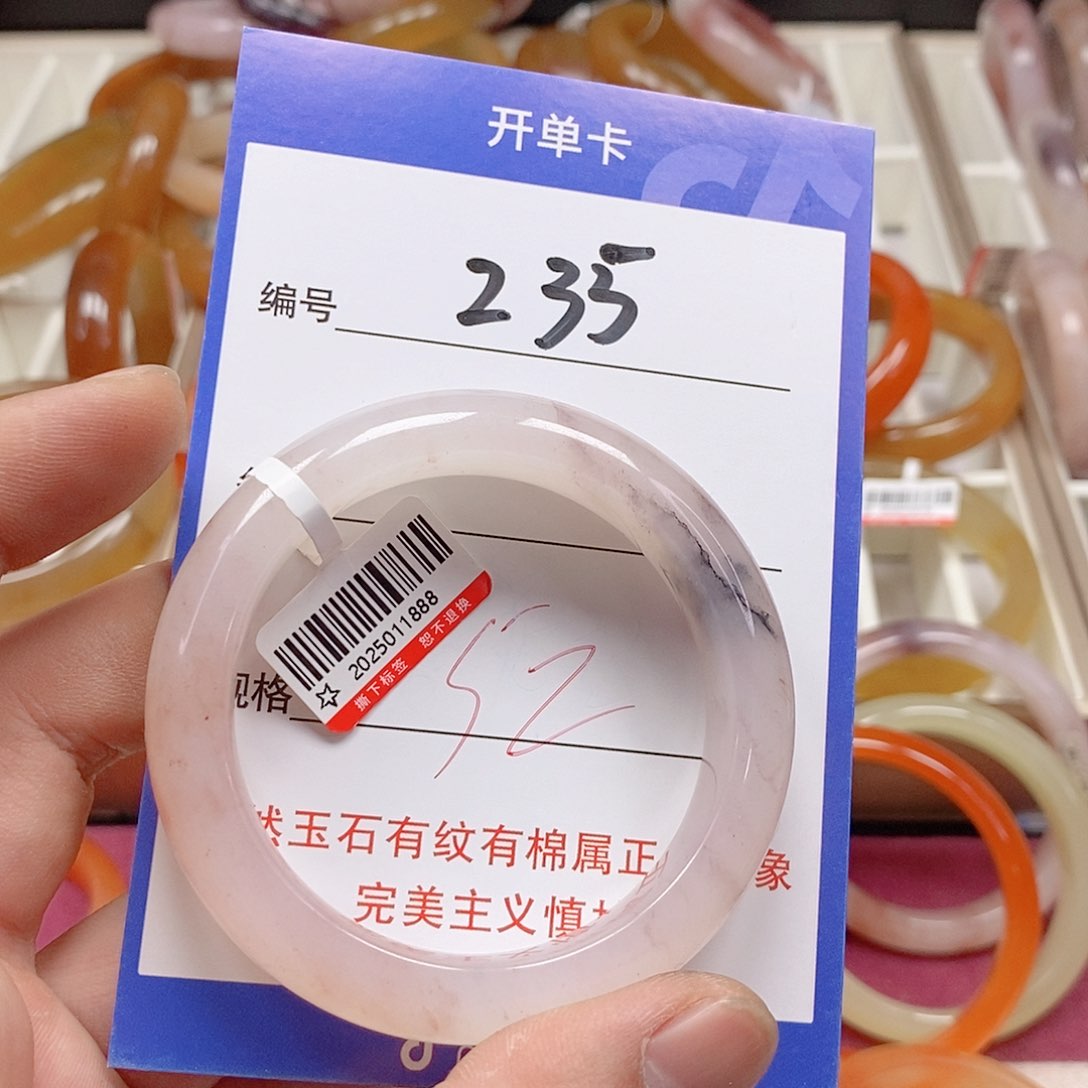 开单卡
编号 235
2025011888
撕下标签 恕不退换
规格 52
然玉石有纹有棉属正 象
完美主义慎